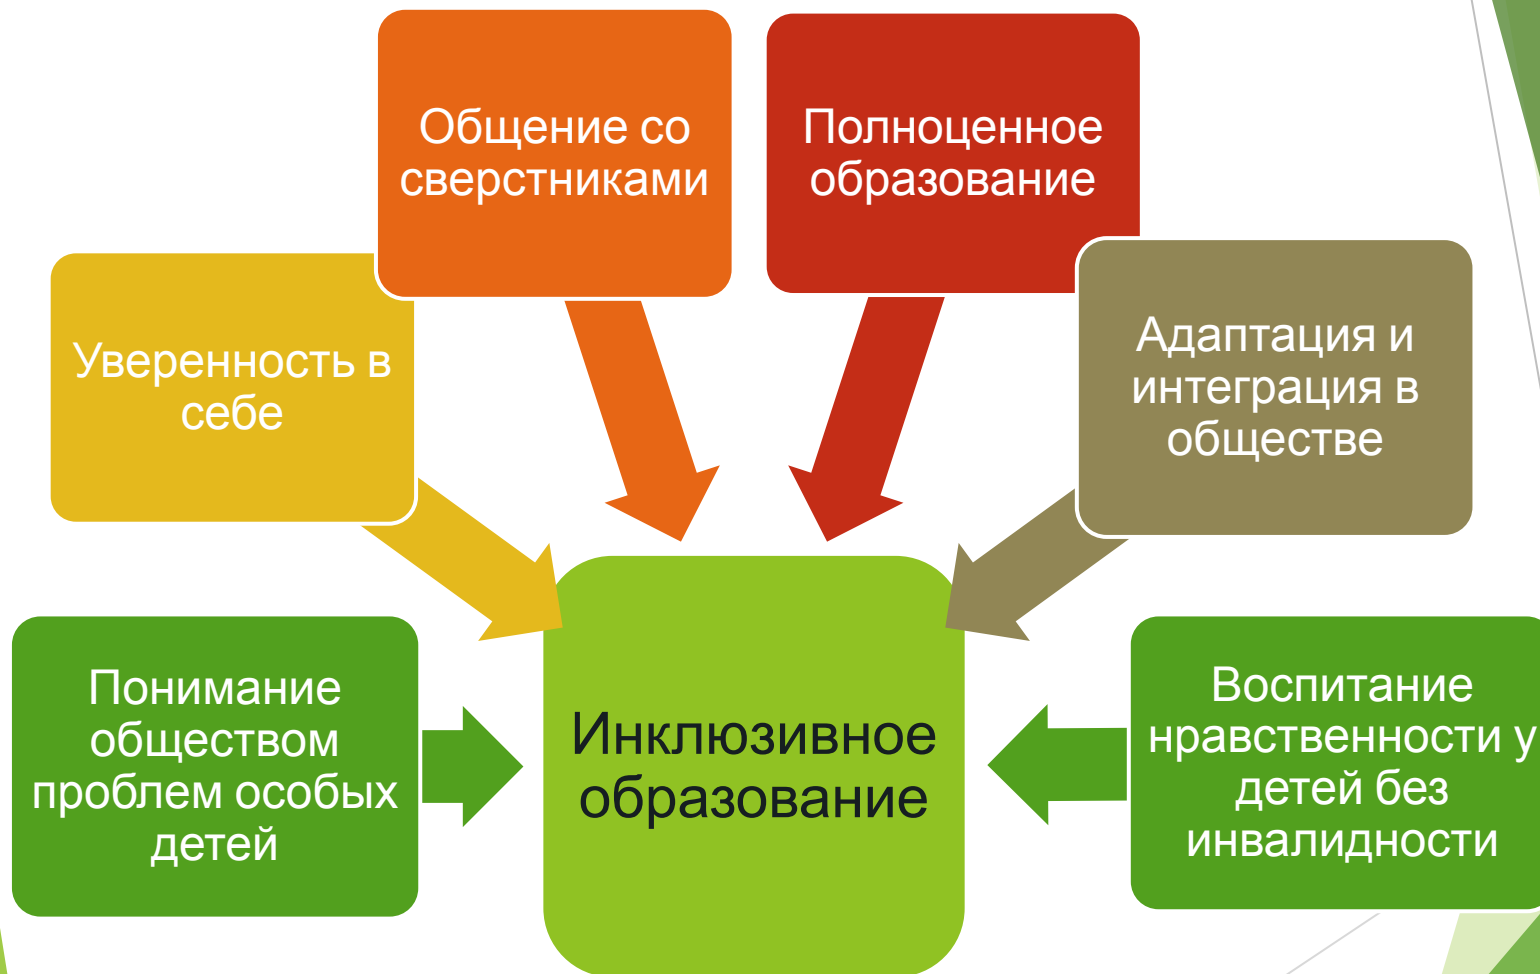 Общение со
сверстниками
Полноценное
образование
Уверенность в
себе
Адаптация и
интеграция в
обществе
Понимание
обществом
проблем особых
детей
Инклюзивное
образование
Воспитание
нравственности у
детей без
инвалидности